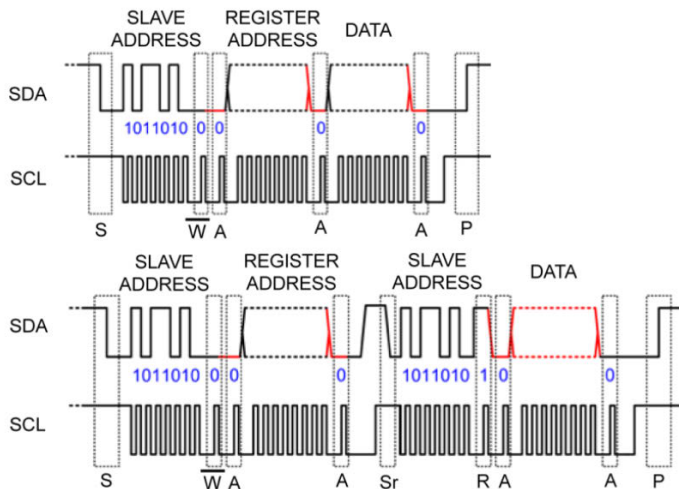 SLAVE ADDRESS REGISTER ADDRESS DATA
SDA
1011010 0 0 0 0
SCL
S W A A A P
SLAVE ADDRESS REGISTER ADDRESS SLAVE ADDRESS DATA
SDA
1011010 0 0 0 1011010 1 0 0
SCL
S W A A Sr R A A P